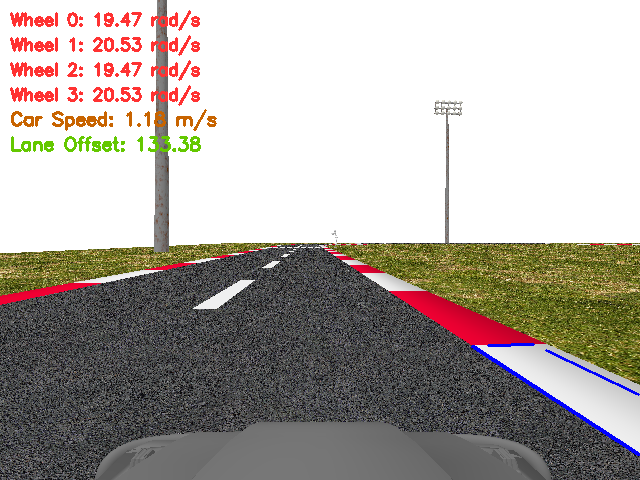 Wheel 0: 19.47 rad/s
Wheel 1: 20.53 rad/s
Wheel 2: 19.47 rad/s
Wheel 3: 20.53 rad/s
Car Speed: 1.18 m/s
Lane Offset: 133.38